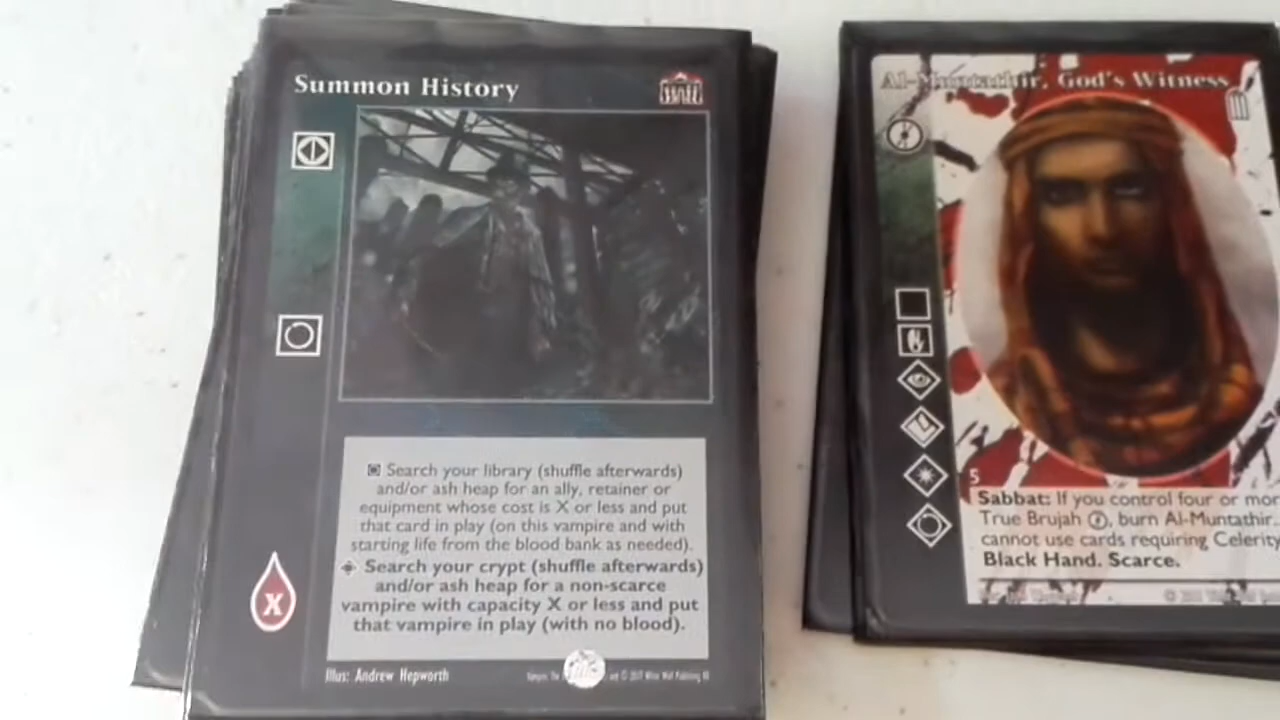 Summon History
Search your library (shuffle afterwards)
and/or ash heap for an ally, retainer or
equipment whose cost is X or less and put
that card in play (on this vampire and with
starting life from the blood bank as needed).
Search your crypt (shuffle afterwards)
and/or ash heap for a non-scarce
vampire with capacity X or less and put
that vampire in play (with no blood).
X
Illus: Andrew Hepworth
Al-Muntathir, God's Witness
5
Sabbat: If you control four or mor
True Brujah , burn Al-Muntathir.
cannot use cards requiring Celerity
Black Hand. Scarce.